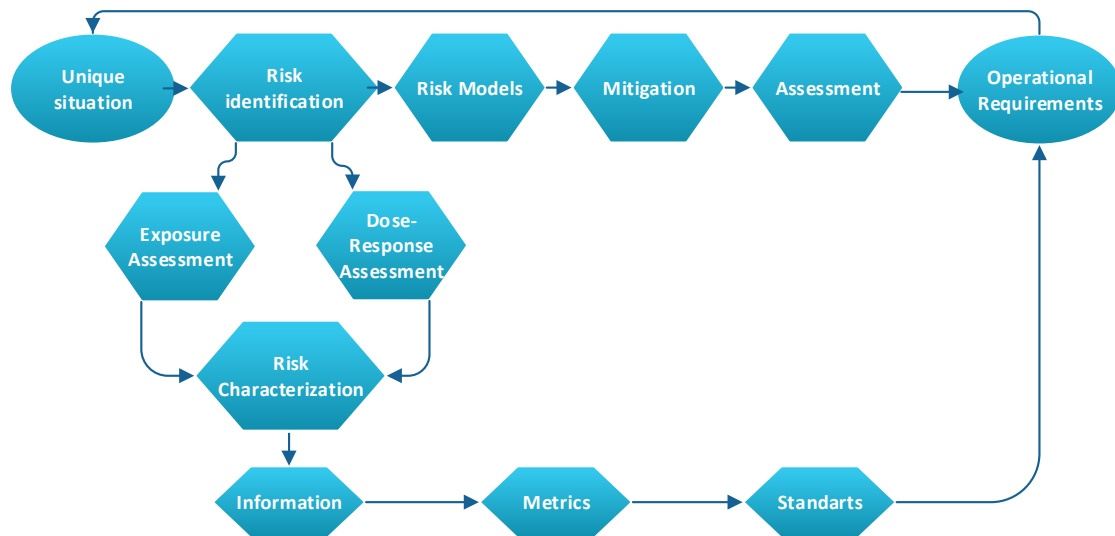 Unique
situation
Risk
identification
Risk Models
Mitigation
Assessment
Operational
Requirements
Exposure
Assessment
Dose-
Response
Assessment
Risk
Characterization
Information
Metrics
Standarts